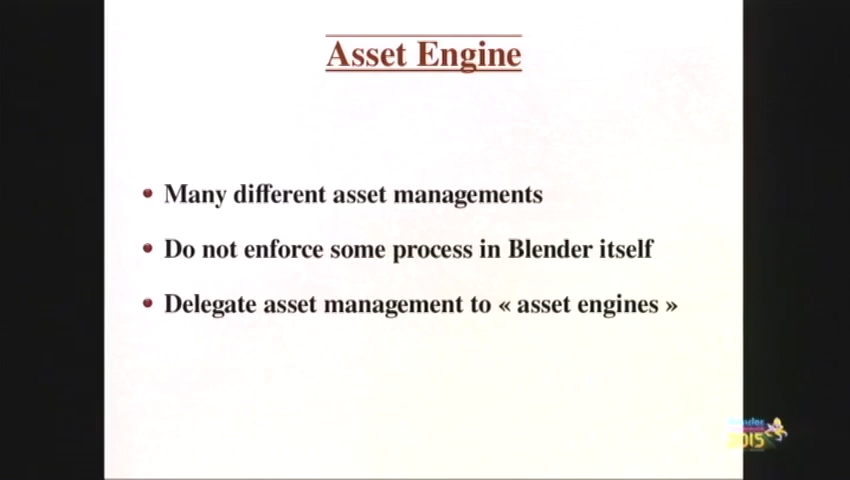 Asset Engine
Many different asset managements
Do not enforce some process in Blender itself
Delegate asset management to « asset engines »
2015